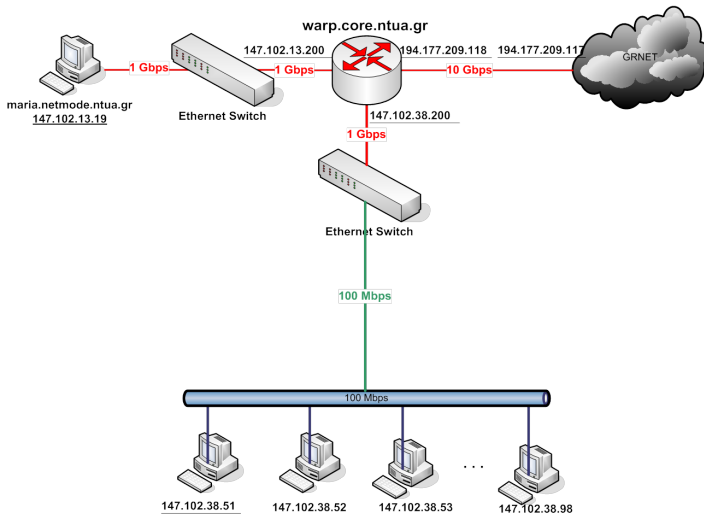 warp.core.ntua.gr
147.102.13.200
194.177.209.118
194.177.209.117
GRNET
1 Gbps
1 Gbps
10 Gbps
maria.netmode.ntua.gr
147.102.13.19
Ethernet Switch
147.102.38.200
1 Gbps
Ethernet Switch
100 Mbps
100 Mbps
. . .
147.102.38.51
147.102.38.52
147.102.38.53
147.102.38.98